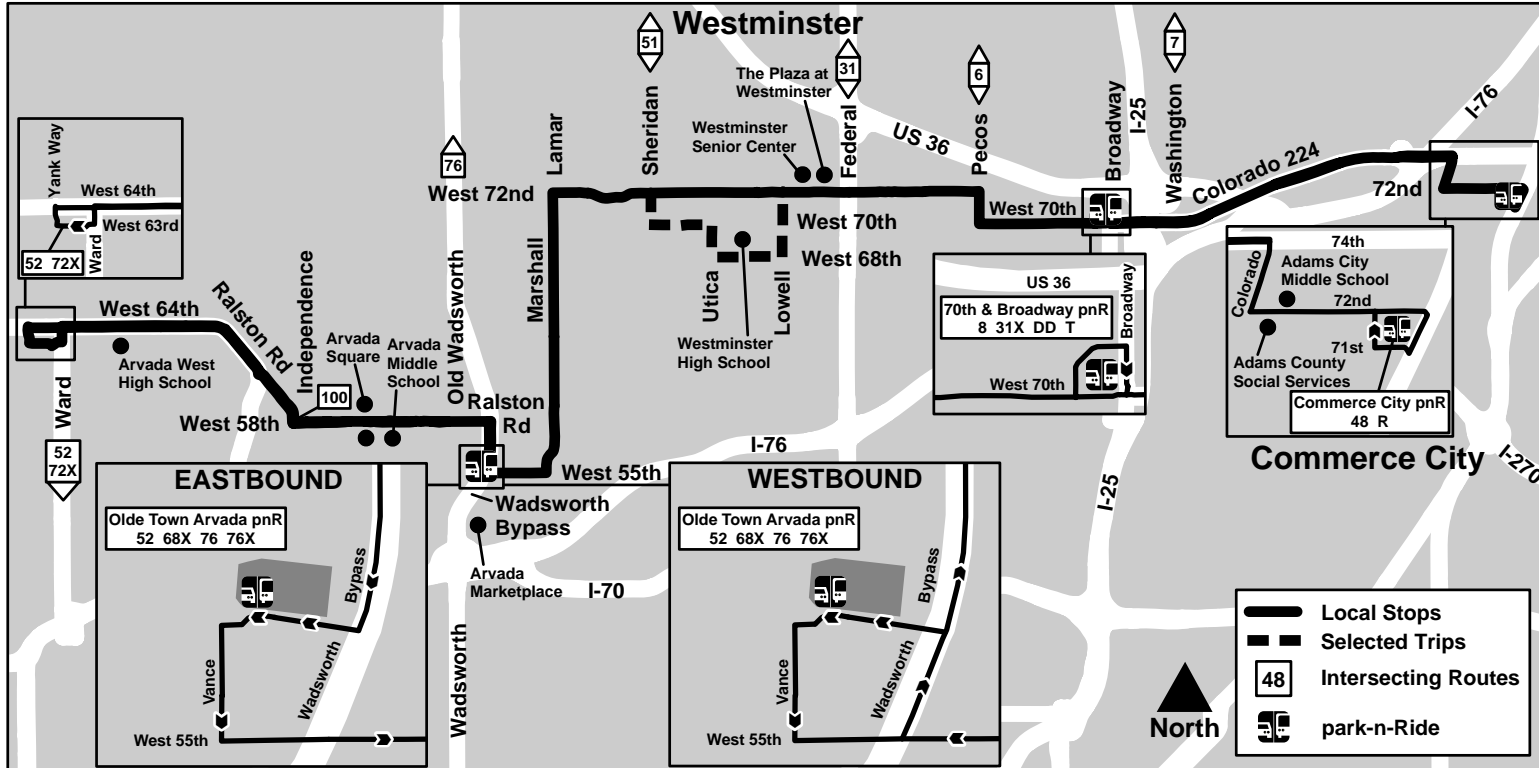 Westminster
51
31
6
7
The Plaza at
Westminster
Westminster
Senior Center
Sheridan
Federal
Pecos
US 36
Broadway
I-25
Washington
I-76
Colorado 224
Lamar
76
West 72nd
72nd
West 70th
West 70th
West 68th
Marshall
Utica
Lowell
Westminster
High School
Yank Way
West 64th
West 63rd
Ward
52 72X
West 64th
Ralston Rd
Independence
Arvada
Square
Arvada
Middle
School
Old Wadsworth
Arvada West
High School
Ward
52
72X
100
West 58th
Ralston
Rd
West 55th
I-76
Wadsworth
Bypass
Arvada
Marketplace
I-70
Wadsworth
US 36
Broadway
70th & Broadway pnR
8 31X DD T
West 70th
I-25
74th
Colorado
Adams City
Middle School
72nd
71st
Adams County
Social Services
Commerce City pnR
48 R
Commerce City
I-270
EASTBOUND
Olde Town Arvada pnR
52 68X 76 76X
Bypass
Vance
Wadsworth
West 55th
WESTBOUND
Olde Town Arvada pnR
52 68X 76 76X
Bypass
Vance
Wadsworth
West 55th
North
Local Stops
Selected Trips
48 Intersecting Routes
park-n-Ride